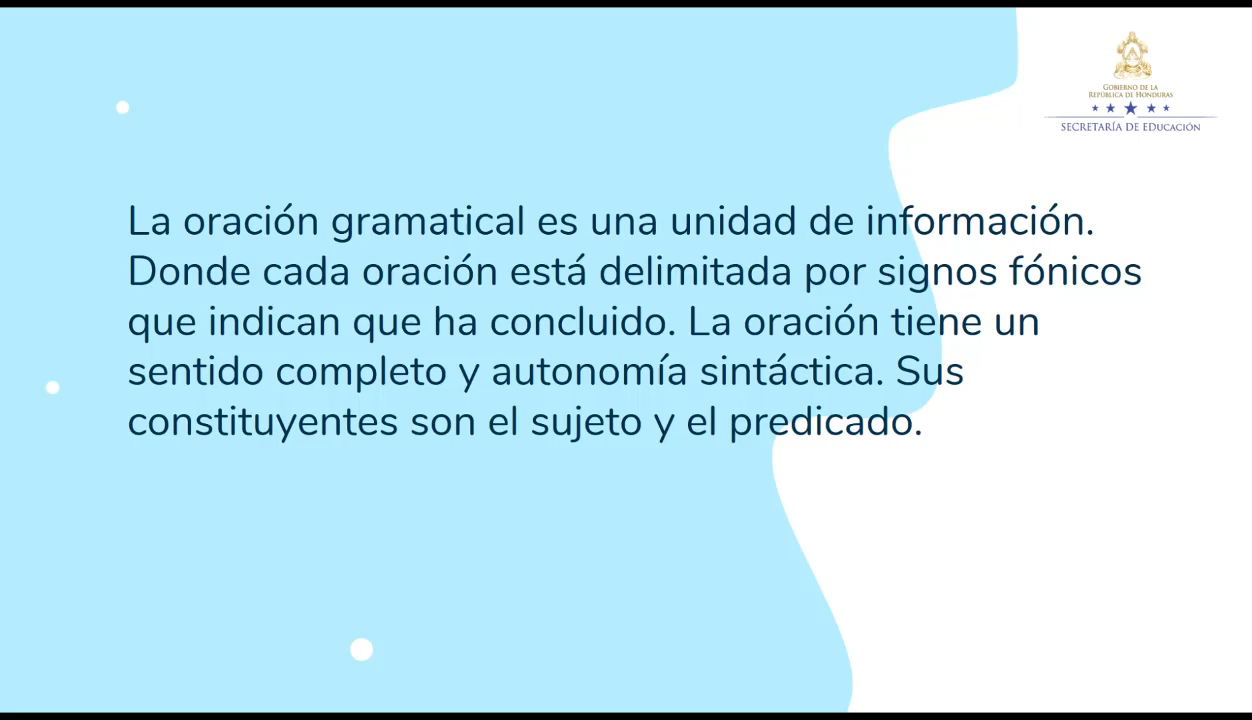 GOBIERNO DE LA
REPÚBLICA DE HONDURAS
SECRETARÍA DE EDUCACIÓN
La oración gramatical es una unidad de información.
Donde cada oración está delimitada por signos fónicos
que indican que ha concluido. La oración tiene un
sentido completo y autonomía sintáctica. Sus
constituyentes son el sujeto y el predicado.